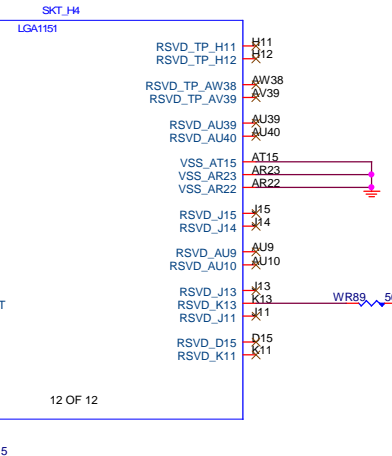 SKT_H4
LGA1151
RSVD_TP_H11 H11
RSVD_TP_H12 H12
RSVD_TP_AW38 AW38
RSVD_TP_AV39 AV39
RSVD_AU39 AU39
RSVD_AU40 AU40
VSS_AT15 AT15
VSS_AR23 AR23
VSS_AR22 AR22
RSVD_J15 J15
RSVD_J14 J14
RSVD_AU9 AU9
RSVD_AU10 AU10
RSVD_J13 J13
T RSVD_K13 K13 WR89
RSVD_J11 J11
RSVD_D15 D15
RSVD_K11 K11
12 OF 12
5